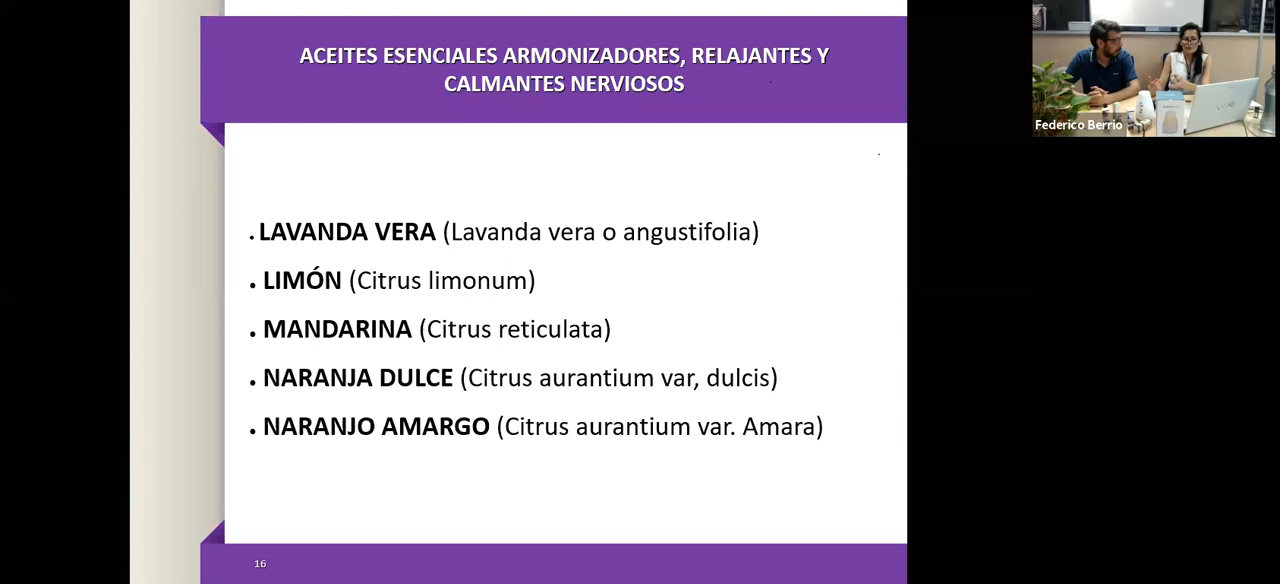 ACEITES ESENCIALES ARMONIZADORES, RELAJANTES Y
CALMANTES NERVIOSOS
. LAVANDA VERA (Lavanda vera o angustifolia)
. LIMÓN (Citrus limonum)
. MANDARINA (Citrus reticulata)
. NARANJA DULCE (Citrus aurantium var, dulcis)
. NARANJO AMARGO (Citrus aurantium var. Amara)
16
Federico Berrio